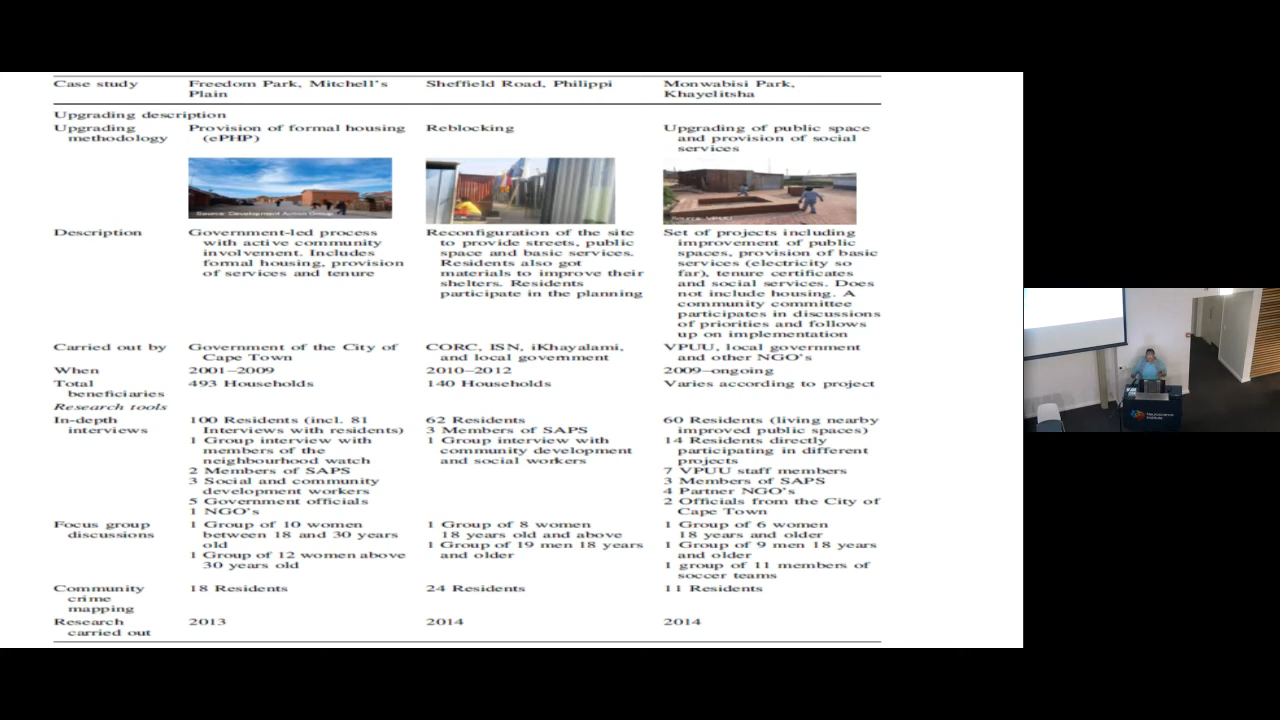 Case study
Freedom Park, Mitchell's
Plain
Sheffield Road, Philippi
Monwabisi Park,
Khayelitsha
Upgrading description
Upgrading
methodology
Provision of formal housing
(ePHP)
Reblocking
Upgrading of public space
and provision of social
services
Source: Development Action Group
Source: VPUU
Description
Government-led process
with active community
involvement. Includes
formal housing, provision
of services and tenure
Reconfiguration of the site
to provide streets, public
space and basic services.
Residents also got
materials to improve their
shelters. Residents
participate in the planning
Set of projects including
improvement of public
spaces, provision of basic
services (electricity so
far), tenure certificates
and social services. Does
not include housing. A
community committee
participates in discussions
of priorities and follows
up on implementation
Carried out by
Government of the City of
Cape Town
CORC, ISN, iKhayalami,
and local government
VPUU, local government
and other NGO's
When
2001–2009
2010–2012
2009–ongoing
Total
beneficiaries
493 Households
140 Households
Varies according to project
Research tools
In-depth
interviews
100 Residents (incl. 81
Interviews with residents)
1 Group interview with
members of the
neighbourhood watch
2 Members of SAPS
3 Social and community
development workers
5 Government officials
1 NGO's
62 Residents
3 Members of SAPS
1 Group interview with
community development
and social workers
60 Residents (living nearby
improved public spaces)
14 Residents directly
participating in different
projects
7 VPUU staff members
3 Members of SAPS
4 Partner NGO's
2 Officials from the City of
Cape Town
Focus group
discussions
1 Group of 10 women
between 18 and 30 years
old
1 Group of 12 women above
30 years old
1 Group of 8 women
18 years old and above
1 Group of 19 men 18 years
and older
1 Group of 6 women
18 years and older
1 Group of 9 men 18 years
and older
1 group of 11 members of
soccer teams
Community
crime
mapping
18 Residents
24 Residents
11 Residents
Research
carried out
2013
2014
2014
Neuroscience
Institute